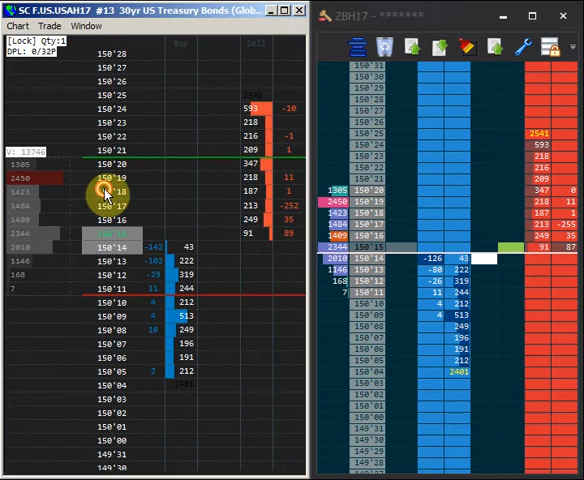 SC F.US.USAH17 #13 30yr US Treasury Bonds (Glob...
Chart Trade Window
[Lock] Qty:1
DPL: 0/32P
Buy Sell
150'28
150'27
150'26
150'25 2541
150'24 593 -10
150'23 218
150'22 216 -1
V: 13746 150'21 209 1
1305 150'20 347
2450 150'19 218 11
1423 150'18 187 1
1484 150'17 213 -252
1409 150'16 249 35
2344 150'15 91 89
2010 150'14 -142 43
1146 150'13 -102 222
168 150'12 -29 319
7 150'11 11 244
150'10 4 212
150'09 4 513
150'08 10 249
150'07 196
150'06 191
150'05 2 212
150'04 2401
150'03
150'02
150'01
150'00
149'31
149'30
ZBH17 - *******
150'31
150'30
150'29
150'28
150'27
150'26
150'25 2541
150'24 593
150'23 218
150'22 216
150'21 209
1305 150'20 347 0
2450 150'19 218 11
1423 150'18 187 1
1484 150'17 213 -255
1409 150'16 249 35
2344 150'15 91 87
2010 150'14 -126 43
1146 150'13 -80 222
168 150'12 -26 319
7 150'11 11 244
150'10 4 212
150'09 4 513
150'08 249
150'07 196
150'06 191
150'05 212
150'04 2401
150'03
150'02
150'01
150'00
149'31
149'30
149'29
149'28